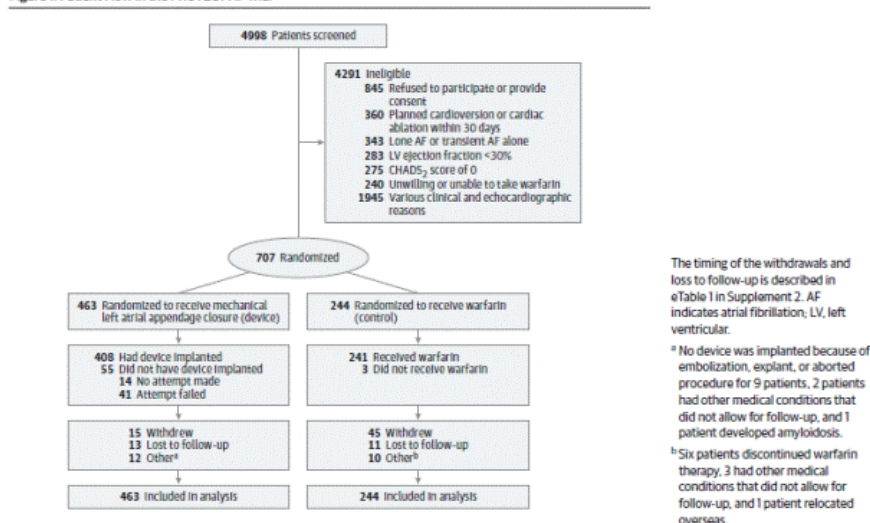 4998 Patients screened
4291 Ineligible
845 Refused to participate or provide
consent
360 Planned cardioversion or cardiac
ablation within 30 days
343 Lone AF or transient AF alone
283 LV ejection fraction <30%
275 CHADS₂ score of 0
240 Unwilling or unable to take warfarin
1945 Various clinical and echocardiographic
reasons
707 Randomized
463 Randomized to receive mechanical
left atrial appendage closure (device)
408 Had device implanted
55 Did not have device implanted
14 No attempt made
41 Attempt failed
15 Withdrew
13 Lost to follow-up
12 Otherᵃ
463 Included in analysis
244 Randomized to receive warfarin
(control)
241 Received warfarin
3 Did not receive warfarin
45 Withdrew
11 Lost to follow-up
10 Otherᵇ
244 Included in analysis
The timing of the withdrawals and
loss to follow-up is described in
eTable 1 in Supplement 2. AF
indicates atrial fibrillation; LV, left
ventricular.
ᵃ No device was implanted because of
embolization, explant, or aborted
procedure for 9 patients, 2 patients
had other medical conditions that
did not allow for follow-up, and 1
patient developed amyloidosis.
ᵇ Six patients discontinued warfarin
therapy, 3 had other medical
conditions that did not allow for
follow-up, and 1 patient relocated
overseas.